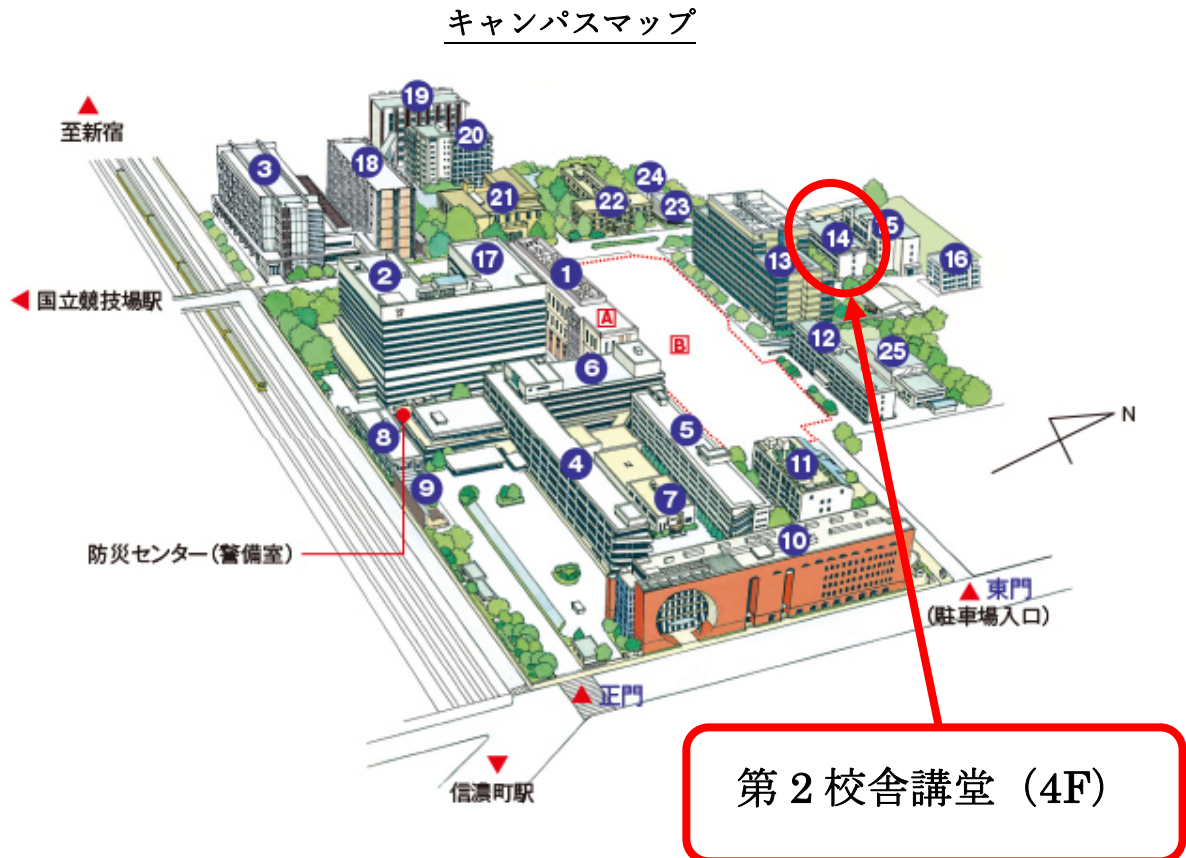 キャンパスマップ
至新宿
19
20
3
18
21
24
22
23
14
15
13
16
2
17
1
国立競技場駅
A
B
12
25
6
8
5
4
11
N
9
7
10
防災センター(警備室)
東門
(駐車場入口)
正門
信濃町駅
第2校舎講堂（4F）